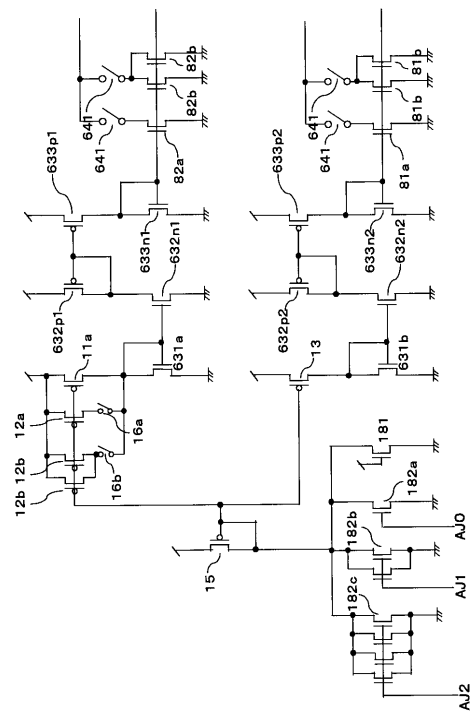 82b
82b
641
641
82a
633p1
633n1
632n1
632p1
631a
11a
12a
12b
12b
16a
16b
81b
81b
641
641
81a
633p2
633n2
632n2
632p2
631b
13
15
181
182a
182b
182c
AJ0
AJ1
AJ2